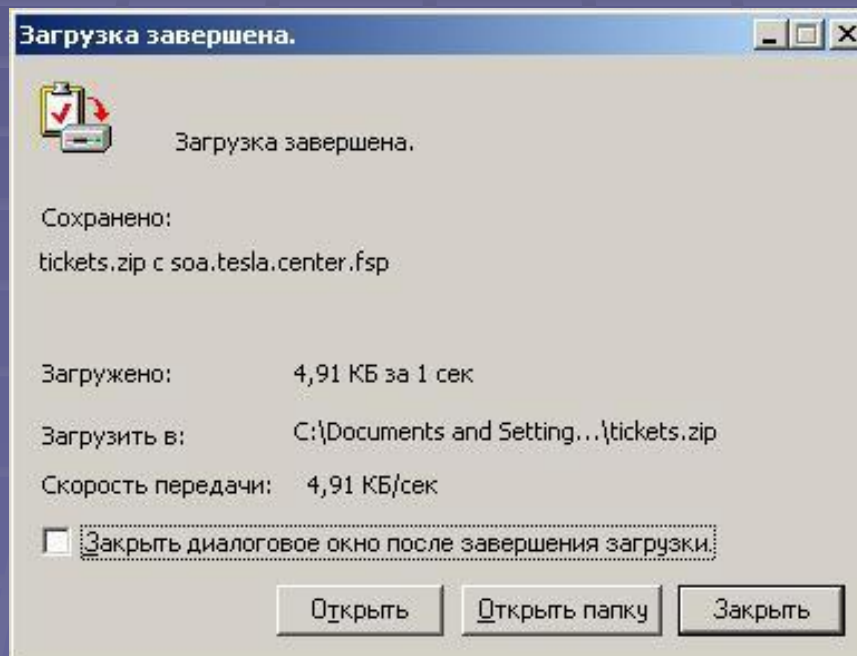 Загрузка завершена.
Загрузка завершена.
Сохранено:
tickets.zip с soa.tesla.center.fsp
Загружено: 4,91 КБ за 1 сек
Загрузить в: C:\Documents and Setting...\tickets.zip
Скорость передачи: 4,91 КБ/сек
Закрыть диалоговое окно после завершения загрузки.
Открыть Открыть папку Закрыть